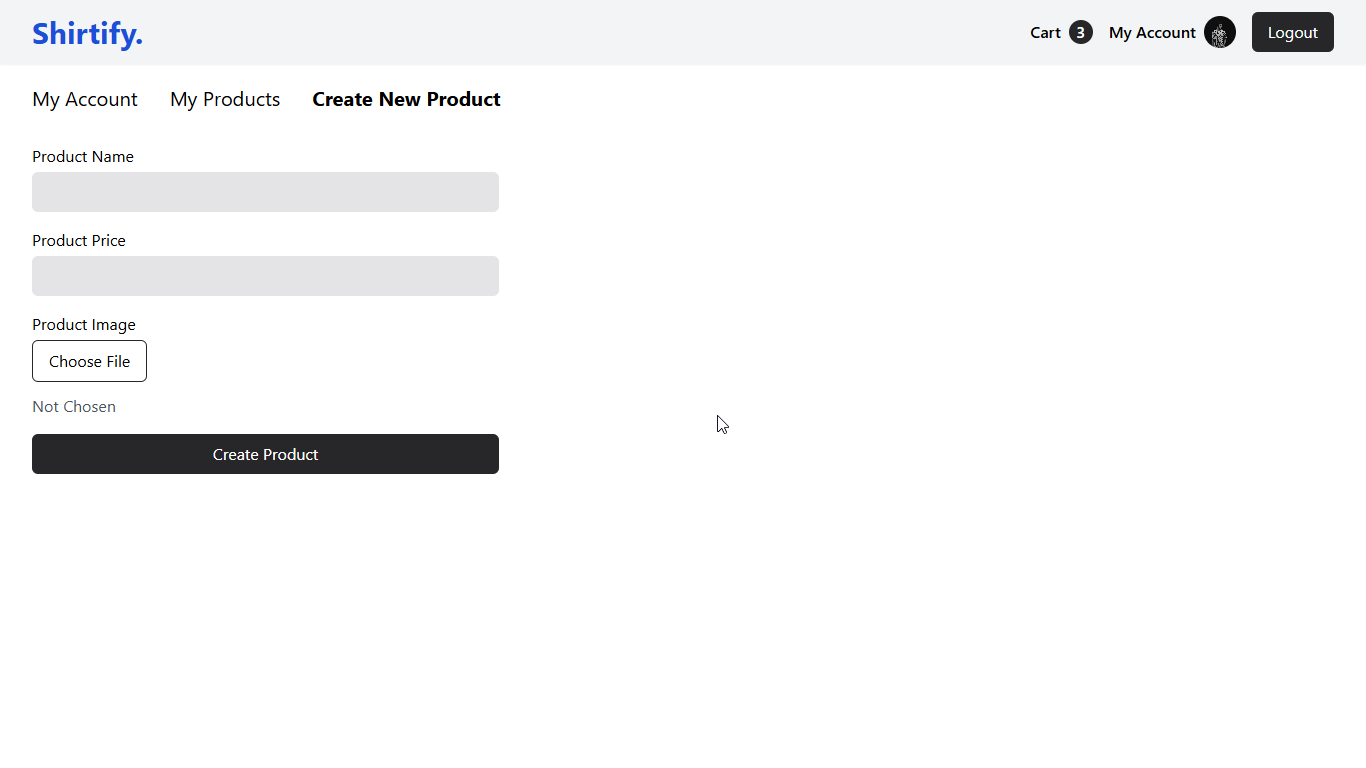 Shirtify.
Cart 3 My Account Logout
My Account My Products Create New Product
Product Name
Product Price
Product Image
Choose File
Not Chosen
Create Product